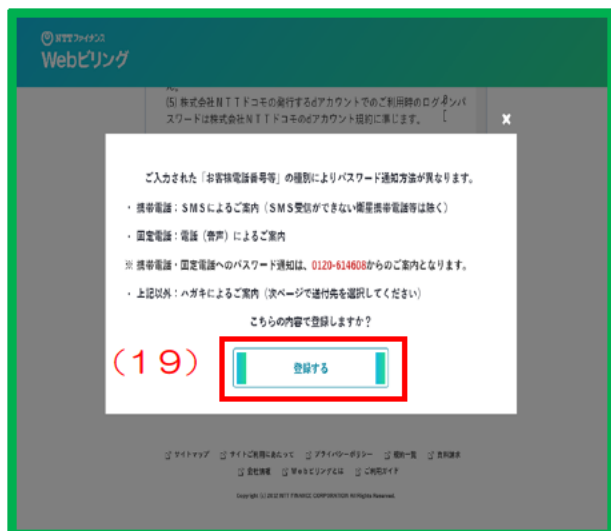 NTTファイナンス
Webビリング
ん。
(5) 株式会社NTTドコモの発行するdアカウントでのご利用時のログインパ
スワードは株式会社NTTドコモのdアカウント規約に準じます。
x
ご入力された「お客様電話番号等」の種別によりパスワード通知方法が異なります。
・ 携帯電話：SMSによるご案内（SMS受信ができない衛星携帯電話等は除く）
・ 固定電話：電話（音声）によるご案内
※ 携帯電話・固定電話へのパスワード通知は、0120-614608からのご案内となります。
・ 上記以外：ハガキによるご案内（次ページで送付先を選択してください）
こちらの内容で登録しますか？
（１９）
登録する
サイトマップ サイトご利用にあたって プライバシーポリシー 規約一覧 資料請求
会社情報 Webビリングとは ご利用ガイド
Copyright (c) 2012 NTT FINANCE CORPORATION All Rights Reserved.